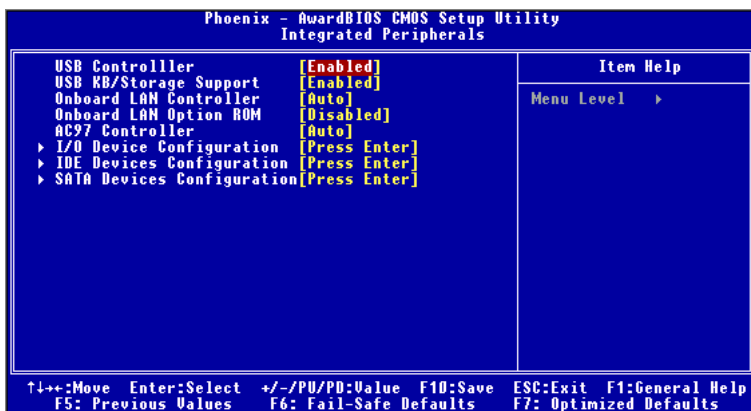 Phoenix - AwardBIOS CMOS Setup Utility
Integrated Peripherals
USB Controlller [Enabled]
USB KB/Storage Support [Enabled]
Onboard LAN Controller [Auto]
Onboard LAN Option ROM [Disabled]
AC97 Controller [Auto]
▸ I/O Device Configuration [Press Enter]
▸ IDE Devices Configuration [Press Enter]
▸ SATA Devices Configuration[Press Enter]
Item Help
Menu Level ▸
↑↓→←:Move Enter:Select +/-/PU/PD:Value F10:Save ESC:Exit F1:General Help
F5: Previous Values F6: Fail-Safe Defaults F7: Optimized Defaults